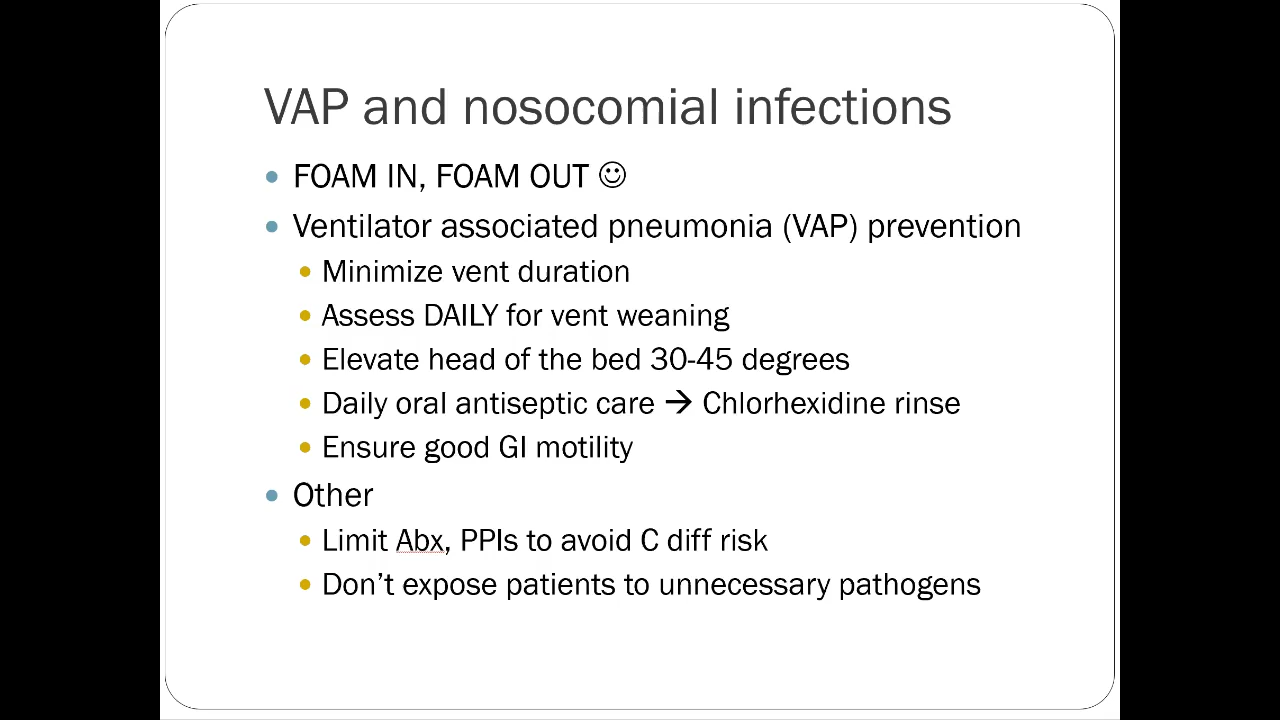 VAP and nosocomial infections
FOAM IN, FOAM OUT ☺
Ventilator associated pneumonia (VAP) prevention
Minimize vent duration
Assess DAILY for vent weaning
Elevate head of the bed 30-45 degrees
Daily oral antiseptic care → Chlorhexidine rinse
Ensure good GI motility
Other
Limit Abx, PPIs to avoid C diff risk
Don’t expose patients to unnecessary pathogens